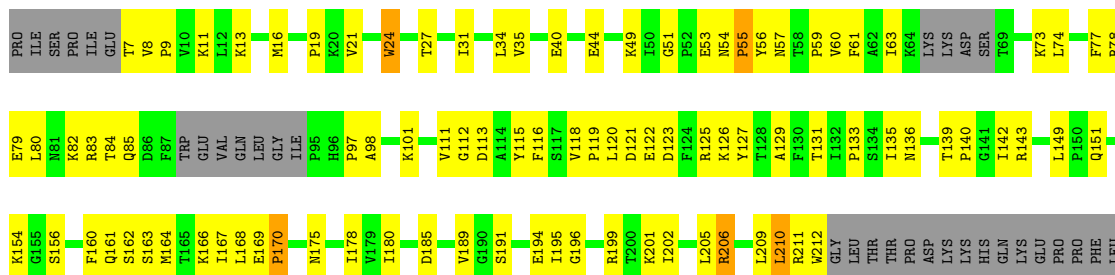 PRO ILE SER PRO ILE GLU T7 V8 P9 V10 K11 L12 K13 M16 P19 K20 V21 W24 T27 I31 L34 V35 E40 E44 K49 I50 G51 P52 E53 N54 P55 Y56 N57 T58 P59 V60 F61 A62 I63 K64 LYS LYS ASP SER T69 K73 L74 F77 R78
E79 L80 N81 K82 R83 T84 Q85 D86 F87 TRP GLU VAL GLN LEU GLY ILE P95 H96 P97 A98 K101 V111 G112 D113 A114 Y115 F116 S117 V118 P119 L120 D121 E122 D123 F124 R125 K126 Y127 T128 A129 F130 T131 I132 P133 S134 I135 N136 T139 P140 G141 I142 R143 L149 P150 Q151
K154 G155 S156 F160 Q161 S162 S163 M164 T165 K166 I167 L168 E169 P170 N175 I178 V179 I180 D185 V189 G190 S191 E194 I195 G196 R199 T200 K201 I202 L205 R206 L209 L210 R211 W212 GLY LEU THR THR PRO ASP LYS LYS HIS GLN LYS GLU PRO PRO PHE LEU